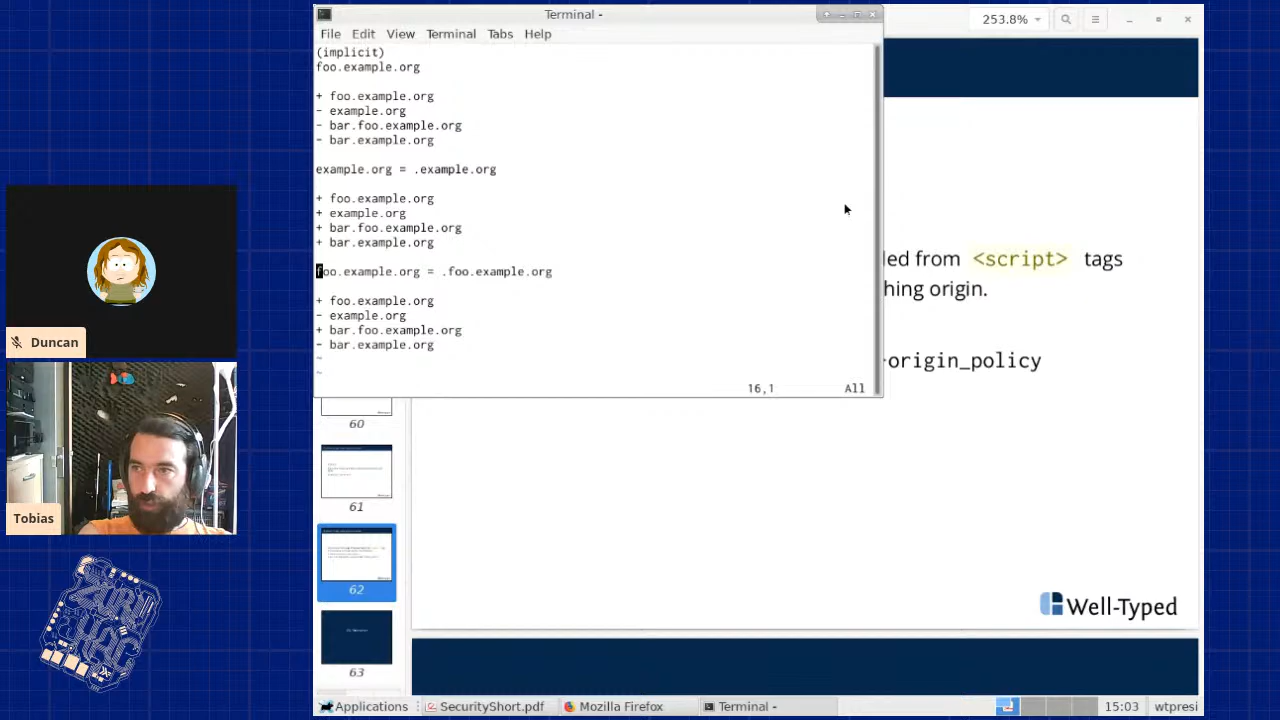 Terminal -
File Edit View Terminal Tabs Help
(implicit)
foo.example.org
+ foo.example.org
- example.org
- bar.foo.example.org
- bar.example.org
example.org = .example.org
+ foo.example.org
+ example.org
+ bar.foo.example.org
+ bar.example.org
foo.example.org = .foo.example.org
+ foo.example.org
- example.org
+ bar.foo.example.org
- bar.example.org
~
~
16,1 All
253.8%
led from <script> tags
hing origin.
origin_policy
60
61
62
63
Well-Typed
Duncan
Tobias
Applications
SecurityShort.pdf
Mozilla Firefox
Terminal -
15:03
wtpresi